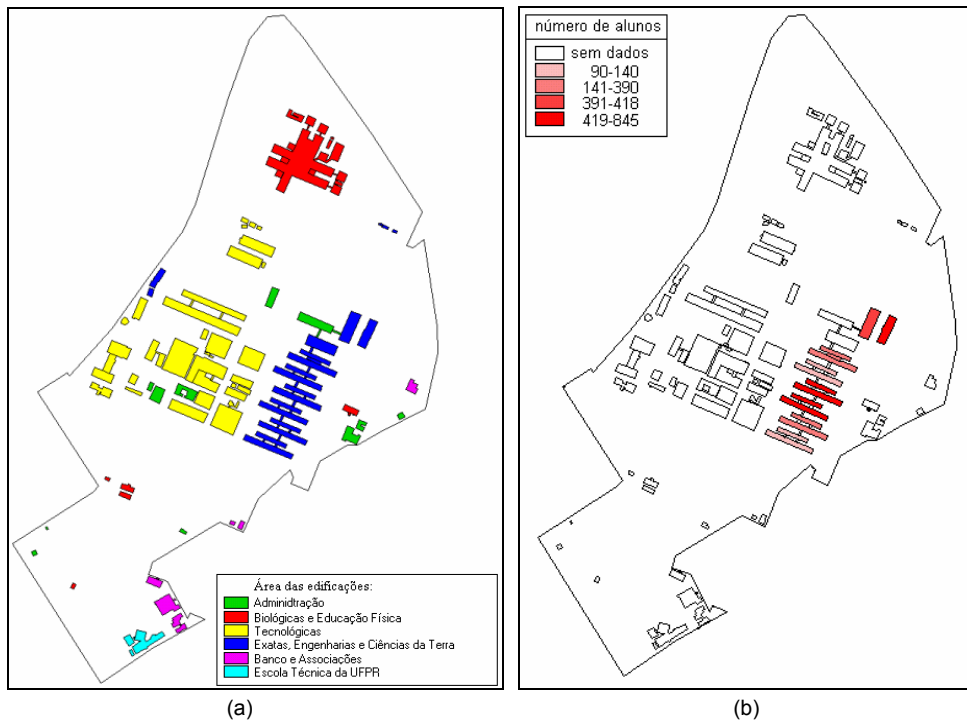 número de alunos
sem dados
90-140
141-390
391-418
419-845
Área das edificações:
Adminidtração
Biológicas e Educação Física
Tecnológicas
Exatas, Engenharias e Ciências da Terra
Banco e Associações
Escola Técnica da UFPR
(a)
(b)